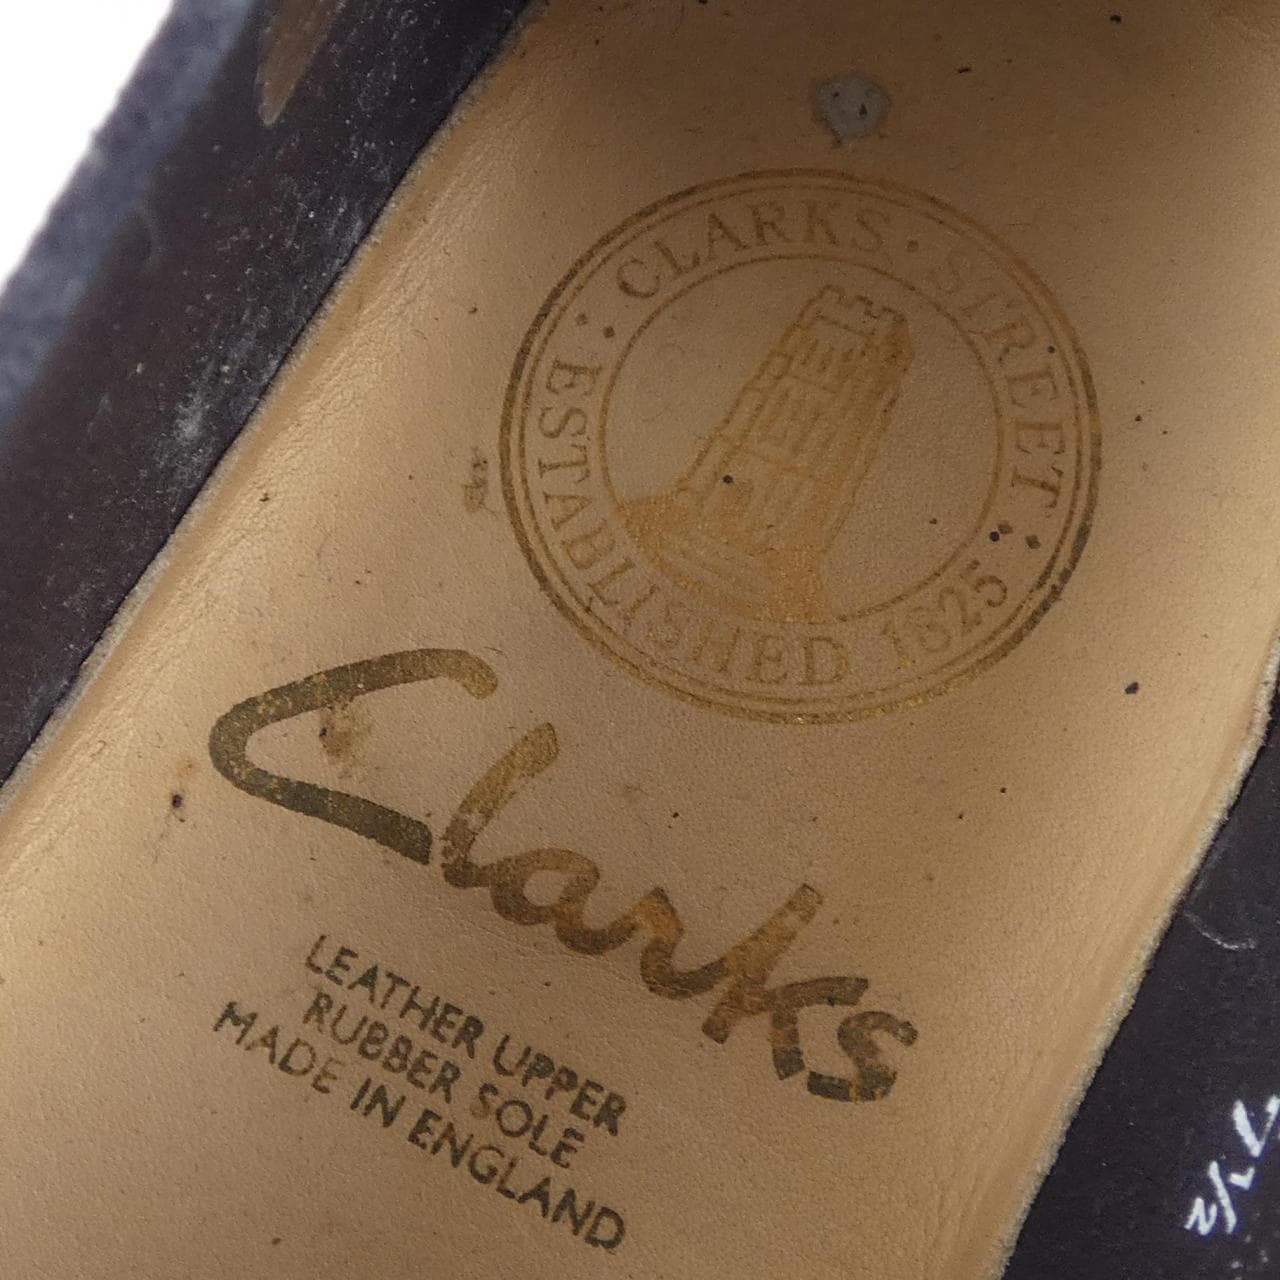 CLARKS · STREET
ESTABLISHED 1825
Clarks
LEATHER UPPER
RUBBER SOLE
MADE IN ENGLAND